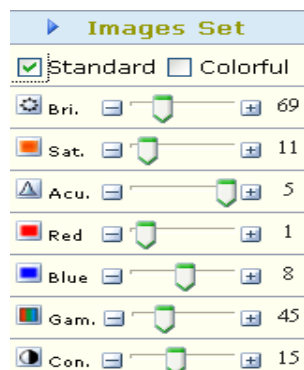 Images Set
Standard Colorful
Bri. 69
Sat. 11
Acu. 5
Red 1
Blue 8
Gam. 45
Con. 15